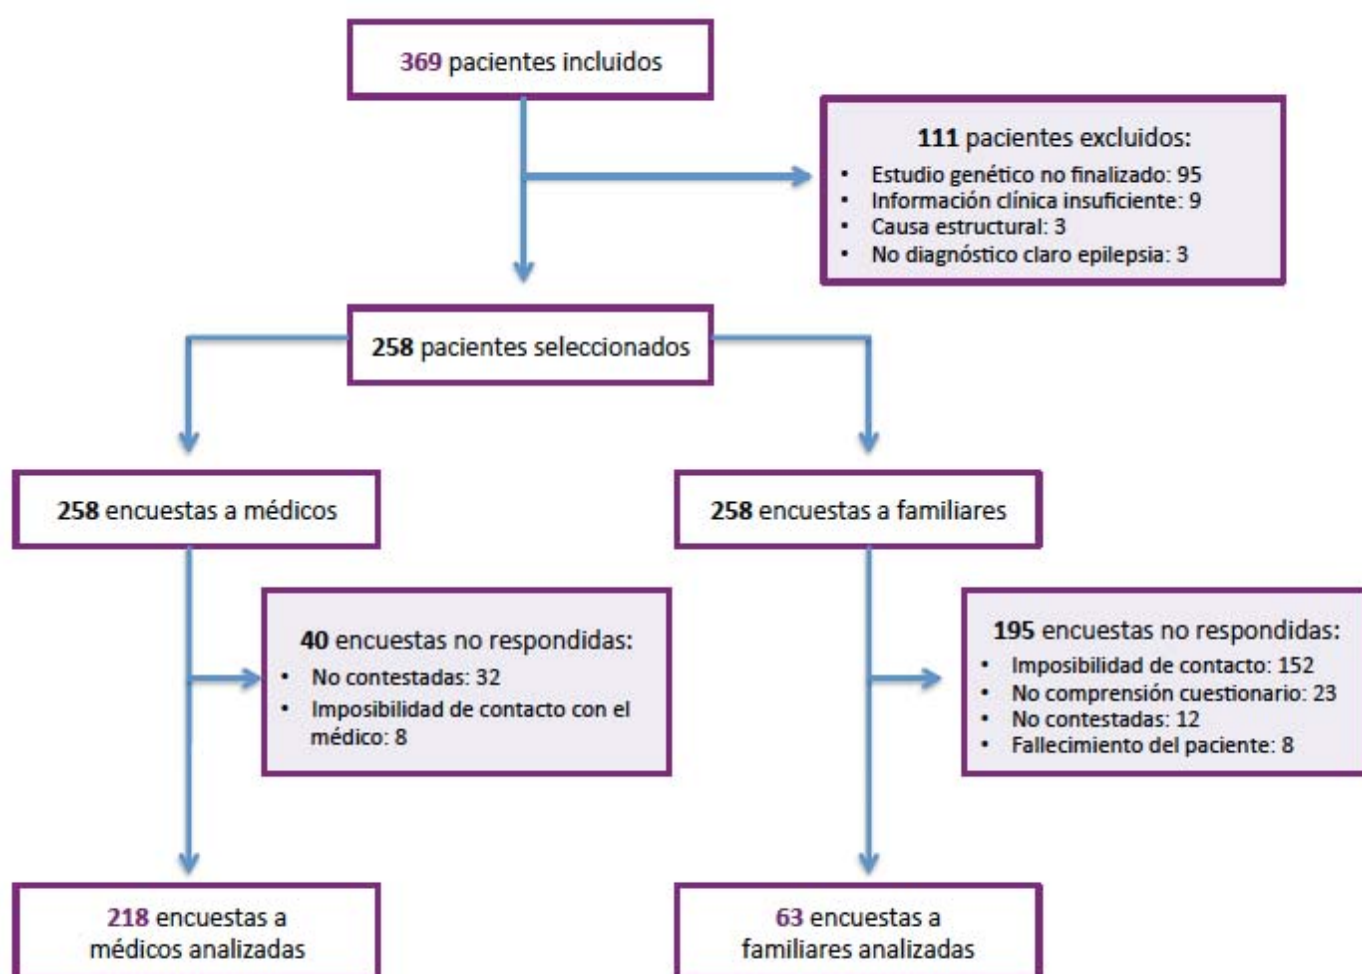 369 pacientes incluidos
111 pacientes excluidos:
• Estudio genético no finalizado: 95
• Información clínica insuficiente: 9
• Causa estructural: 3
• No diagnóstico claro epilepsia: 3
258 pacientes seleccionados
258 encuestas a médicos
258 encuestas a familiares
40 encuestas no respondidas:
• No contestadas: 32
• Imposibilidad de contacto con el
médico: 8
195 encuestas no respondidas:
• Imposibilidad de contacto: 152
• No comprensión cuestionario: 23
• No contestadas: 12
• Fallecimiento del paciente: 8
218 encuestas a
médicos analizadas
63 encuestas a
familiares analizadas